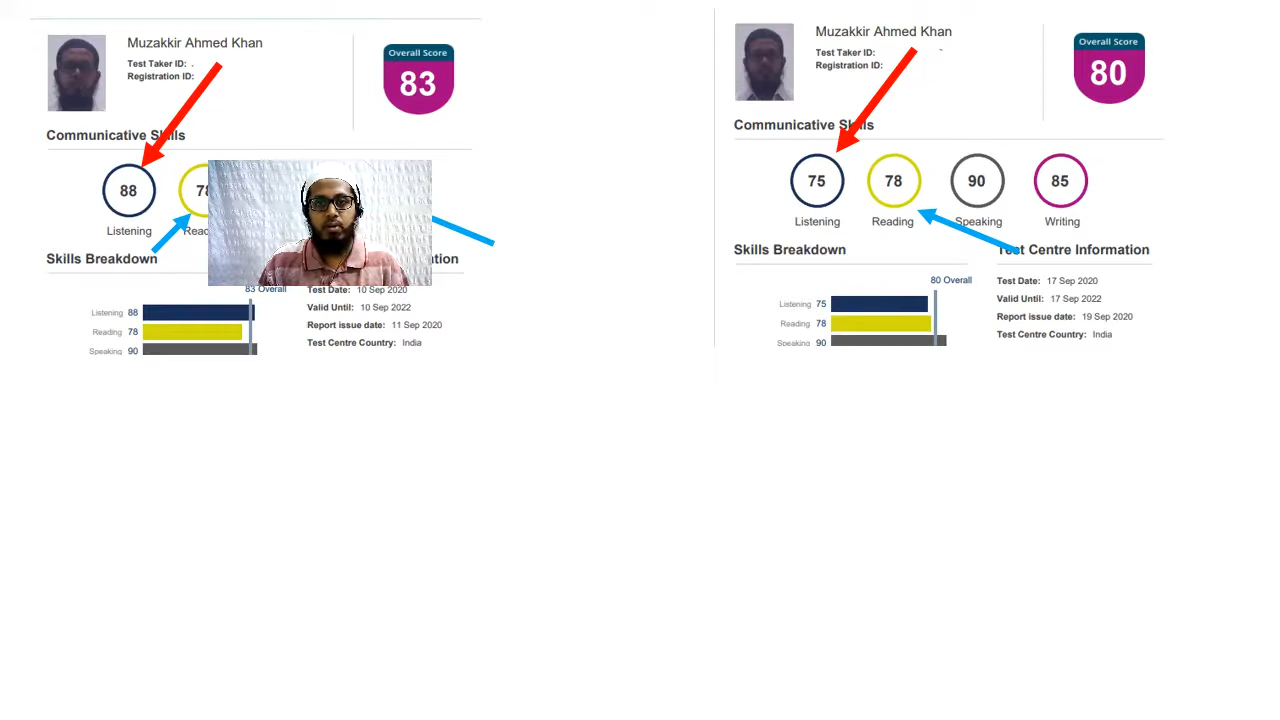 Muzakkir Ahmed Khan
Test Taker ID:
Registration ID:
Overall Score
83
Communicative Skills
88
Listening
Skills Breakdown
83 Overall
Listening 88
Reading 78
Speaking 90
Test Date: 10 Sep 2020
Valid Until: 10 Sep 2022
Report issue date: 11 Sep 2020
Test Centre Country: India
Muzakkir Ahmed Khan
Test Taker ID:
Registration ID:
Overall Score
80
Communicative Skills
75 78 90 85
Listening Reading Speaking Writing
Skills Breakdown
80 Overall
Listening 75
Reading 78
Speaking 90
Test Centre Information
Test Date: 17 Sep 2020
Valid Until: 17 Sep 2022
Report issue date: 19 Sep 2020
Test Centre Country: India